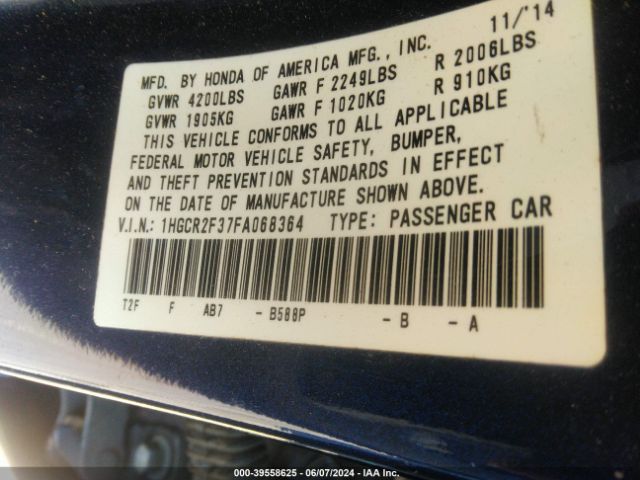 11/'14
MFD. BY HONDA OF AMERICA MFG., INC.
GVWR 4200LBS GAWR F 2249LBS R 2006LBS
GVWR 1905KG GAWR F 1020KG R 910KG
THIS VEHICLE CONFORMS TO ALL APPLICABLE
FEDERAL MOTOR VEHICLE SAFETY, BUMPER,
AND THEFT PREVENTION STANDARDS IN EFFECT
ON THE DATE OF MANUFACTURE SHOWN ABOVE.
V.I.N.: 1HGCR2F37FA068364 TYPE: PASSENGER CAR
T2F F AB7 - B588P - B - A
000-39558625 - 06/07/2024 - IAA Inc.